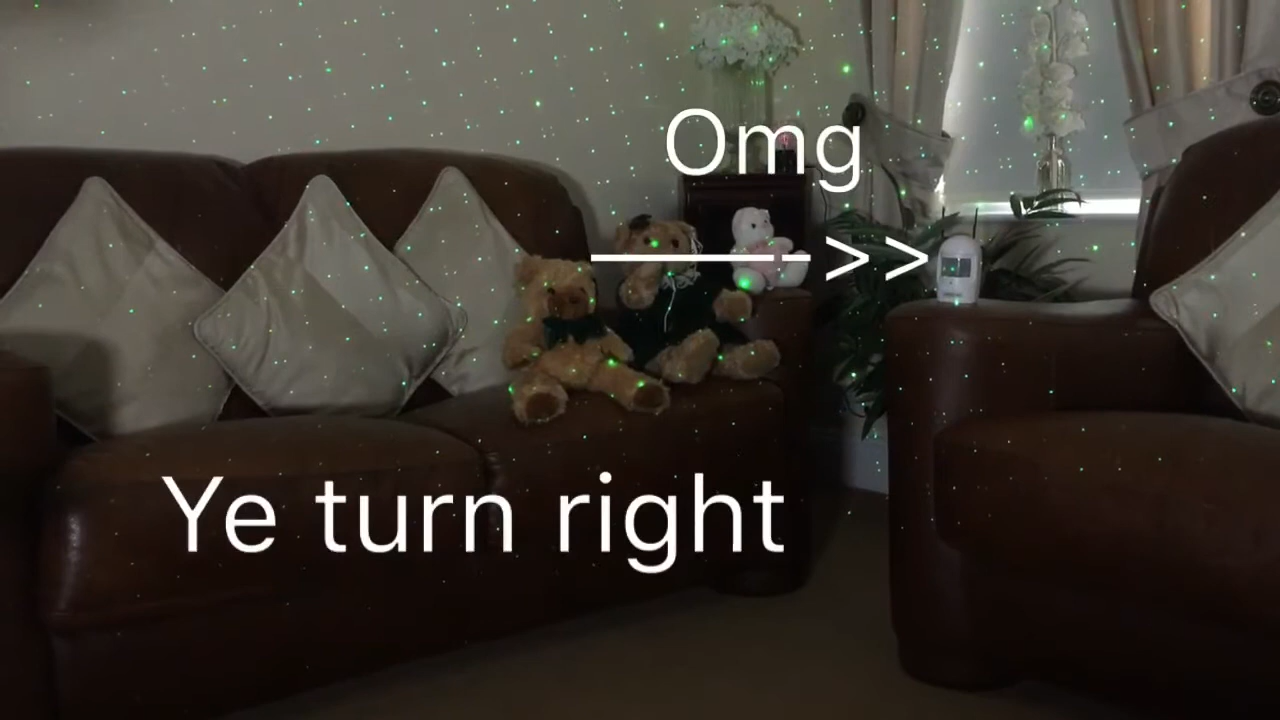 Omg
—--->>
Ye turn right